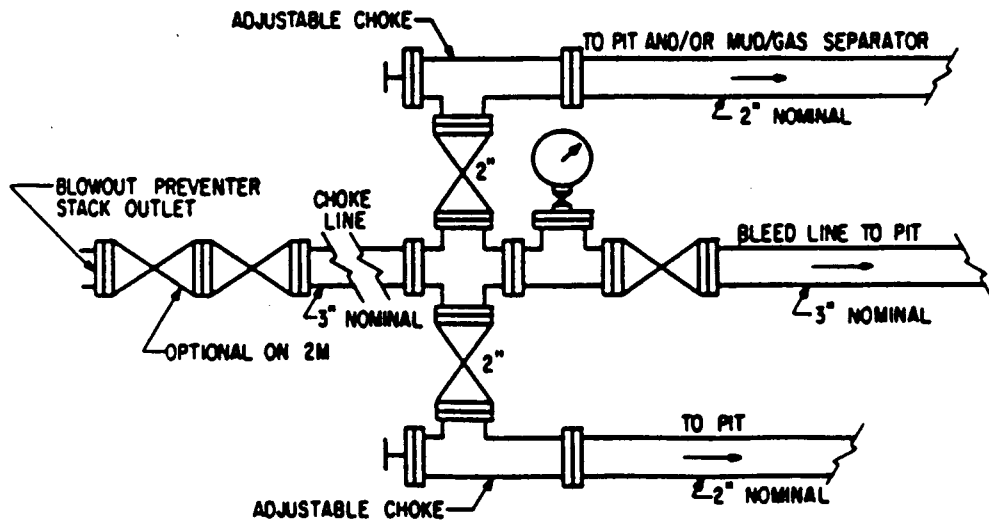 ADJUSTABLE CHOKE
TO PIT AND/OR MUD/GAS SEPARATOR
2" NOMINAL
2"
BLOWOUT PREVENTER
STACK OUTLET
CHOKE
LINE
BLEED LINE TO PIT
3" NOMINAL
3" NOMINAL
OPTIONAL ON 2M
2"
TO PIT
2" NOMINAL
ADJUSTABLE CHOKE